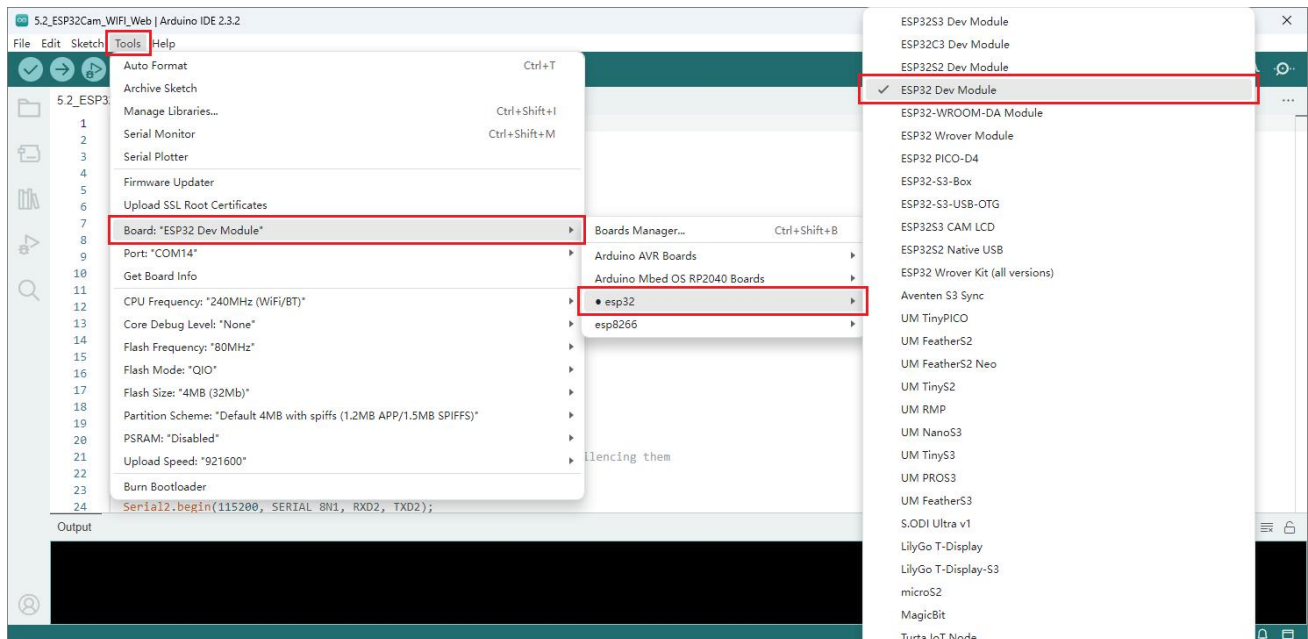 5.2_ESP32Cam_WIFI_Web | Arduino IDE 2.3.2
File Edit Sketch Tools Help
5.2_ESP3
1
2
3
4
5
6
7
8
9
10
11
12
13
14
15
16
17
18
19
20
21
22
23
24
Auto Format Ctrl+T
Archive Sketch
Manage Libraries... Ctrl+Shift+I
Serial Monitor Ctrl+Shift+M
Serial Plotter
Firmware Updater
Upload SSL Root Certificates
Board: "ESP32 Dev Module"
Port: "COM14"
Get Board Info
CPU Frequency: "240MHz (WiFi/BT)"
Core Debug Level: "None"
Flash Frequency: "80MHz"
Flash Mode: "QIO"
Flash Size: "4MB (32Mb)"
Partition Scheme: "Default 4MB with spiffs (1.2MB APP/1.5MB SPIFFS)"
PSRAM: "Disabled"
Upload Speed: "921600"
Burn Bootloader
ilencing them
Serial2.begin(115200, SERIAL_8N1, RXD2, TXD2);
Output
Boards Manager... Ctrl+Shift+B
Arduino AVR Boards
Arduino Mbed OS RP2040 Boards
● esp32
esp8266
ESP32S3 Dev Module
ESP32C3 Dev Module
ESP32S2 Dev Module
✓ ESP32 Dev Module
ESP32-WROOM-DA Module
ESP32 Wrover Module
ESP32 PICO-D4
ESP32-S3-Box
ESP32-S3-USB-OTG
ESP32S3 CAM LCD
ESP32S2 Native USB
ESP32 Wrover Kit (all versions)
Aventen S3 Sync
UM TinyPICO
UM FeatherS2
UM FeatherS2 Neo
UM TinyS2
UM RMP
UM NanoS3
UM TinyS3
UM PROS3
UM FeatherS3
S.ODI Ultra v1
LilyGo T-Display
LilyGo T-Display-S3
microS2
MagicBit
Turta IoT Node